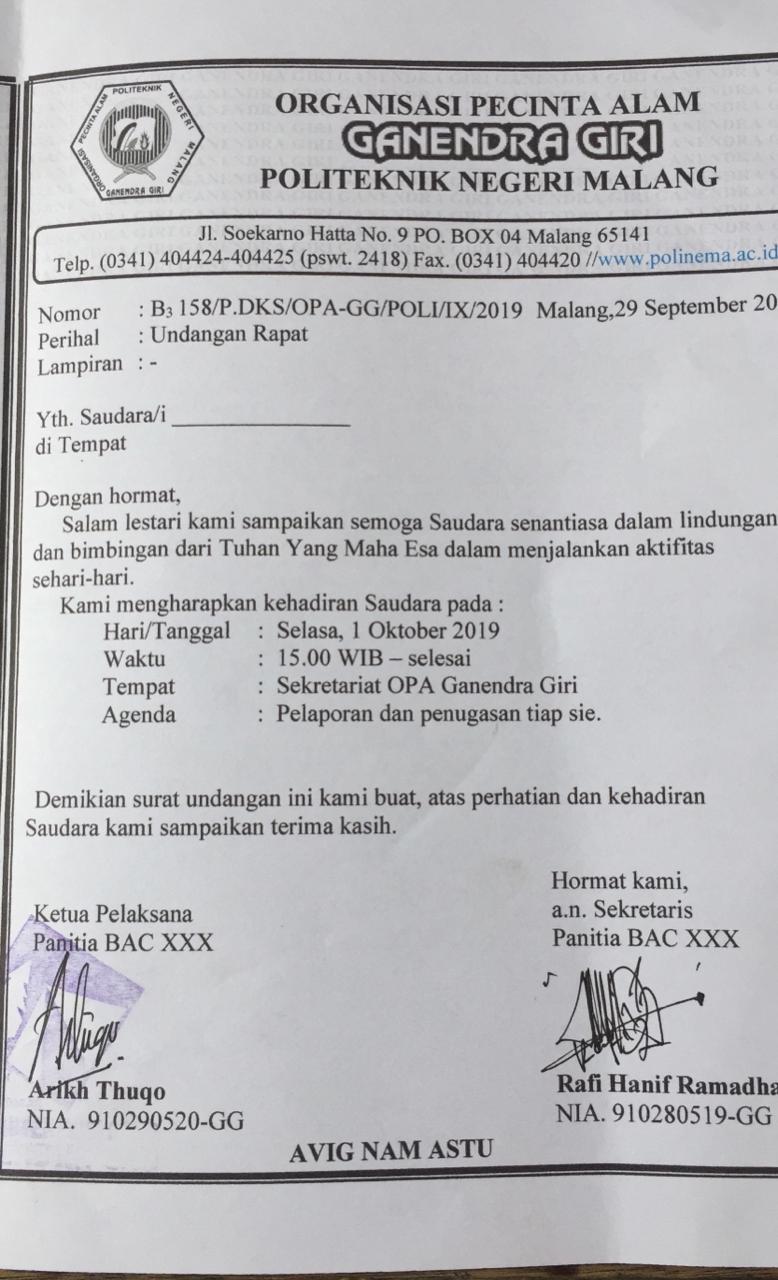 POLITEKNIK NEGERI MALANG
ORGANISASI PECINTA ALAM
GANENDRA GIRI
ORGANISASI PECINTA ALAM
GANENDRA GIRI
POLITEKNIK NEGERI MALANG
Jl. Soekarno Hatta No. 9 PO. BOX 04 Malang 65141
Telp. (0341) 404424-404425 (pswt. 2418) Fax. (0341) 404420 //www.polinema.ac.id
Nomor : B₃ 158/P.DKS/OPA-GG/POLI/IX/2019 Malang,29 September 20
Perihal : Undangan Rapat
Lampiran : -
Yth. Saudara/i
di Tempat
Dengan hormat,
Salam lestari kami sampaikan semoga Saudara senantiasa dalam lindungan
dan bimbingan dari Tuhan Yang Maha Esa dalam menjalankan aktifitas
sehari-hari.
Kami mengharapkan kehadiran Saudara pada :
Hari/Tanggal : Selasa, 1 Oktober 2019
Waktu : 15.00 WIB – selesai
Tempat : Sekretariat OPA Ganendra Giri
Agenda : Pelaporan dan penugasan tiap sie.
Demikian surat undangan ini kami buat, atas perhatian dan kehadiran
Saudara kami sampaikan terima kasih.
Hormat kami,
Ketua Pelaksana a.n. Sekretaris
Panitia BAC XXX Panitia BAC XXX
Arikh Thuqo Rafi Hanif Ramadha
NIA. 910290520-GG NIA. 910280519-GG
AVIG NAM ASTU